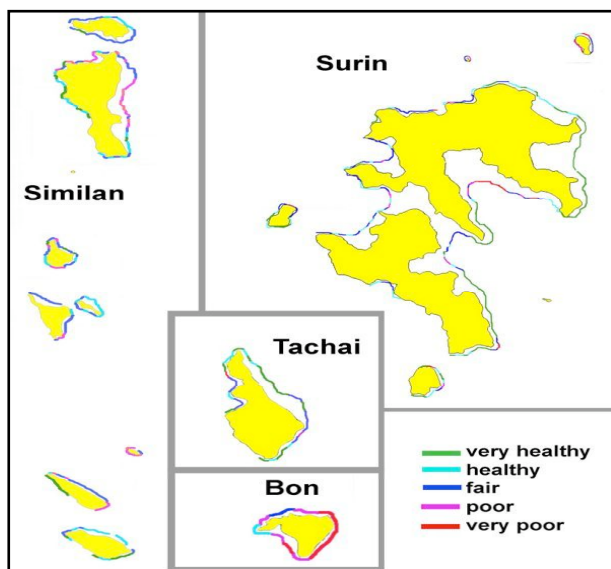 Surin
Similan
Tachai
Bon
very healthy
healthy
fair
poor
very poor